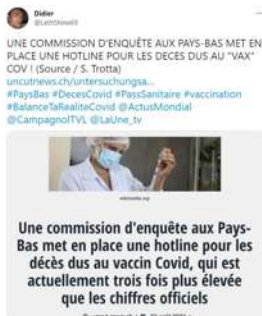 Didier
UNE COMMISSION D'ENQUÊTE AUX PAYS-BAS MET EN
PLACE UNE HOTLINE POUR LES DECES DUS AU "VAX"
COV ! (Source / S. Trotta)
uncutnews.ch/untersuchungsa...
#PaysBas #DecesCovid #PassSanitaire #vaccination
#BalanceTaRealiteCovid @ActusMondial
@CampagnolTVL @LaUne_tv
Une commission d'enquête aux Pays-
Bas met en place une hotline pour les
décès dus au vaccin Covid, qui est
actuellement trois fois plus élevée
que les chiffres officiels